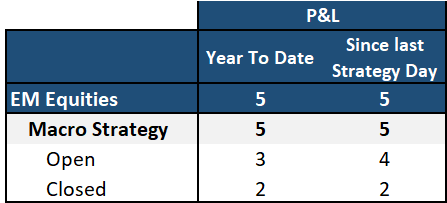 P&L
Year To Date
Since last
Strategy Day
EM Equities 5 5
Macro Strategy 5 5
Open 3 4
Closed 2 2